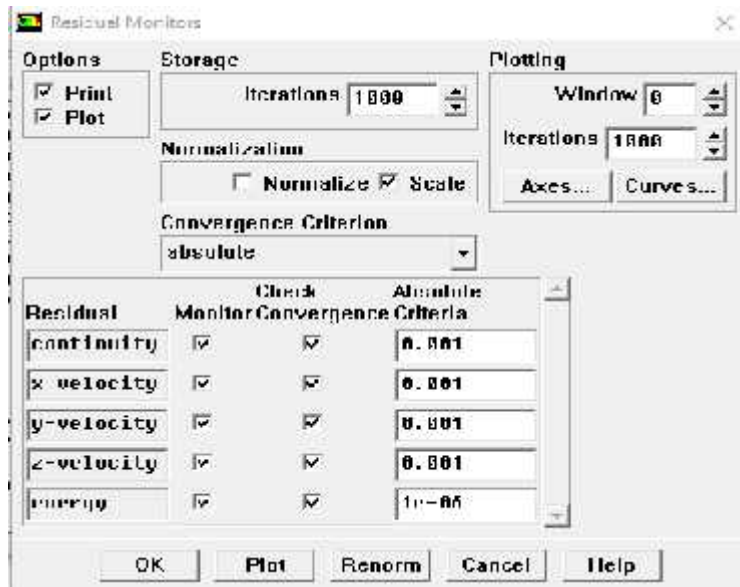 Residual Monitors
Options
Print
Plot
Storage
Iterations 1000
Normalization
Normalize Scale
Convergence Criterion
absolute
Plotting
Window 0
Iterations 1000
Axes... Curves...
Residual Monitor Check Convergence Absolute Criteria
continuity 0.001
x-velocity 0.001
y-velocity 0.001
z-velocity 0.001
energy 1e-06
OK Plot Renorm Cancel Help